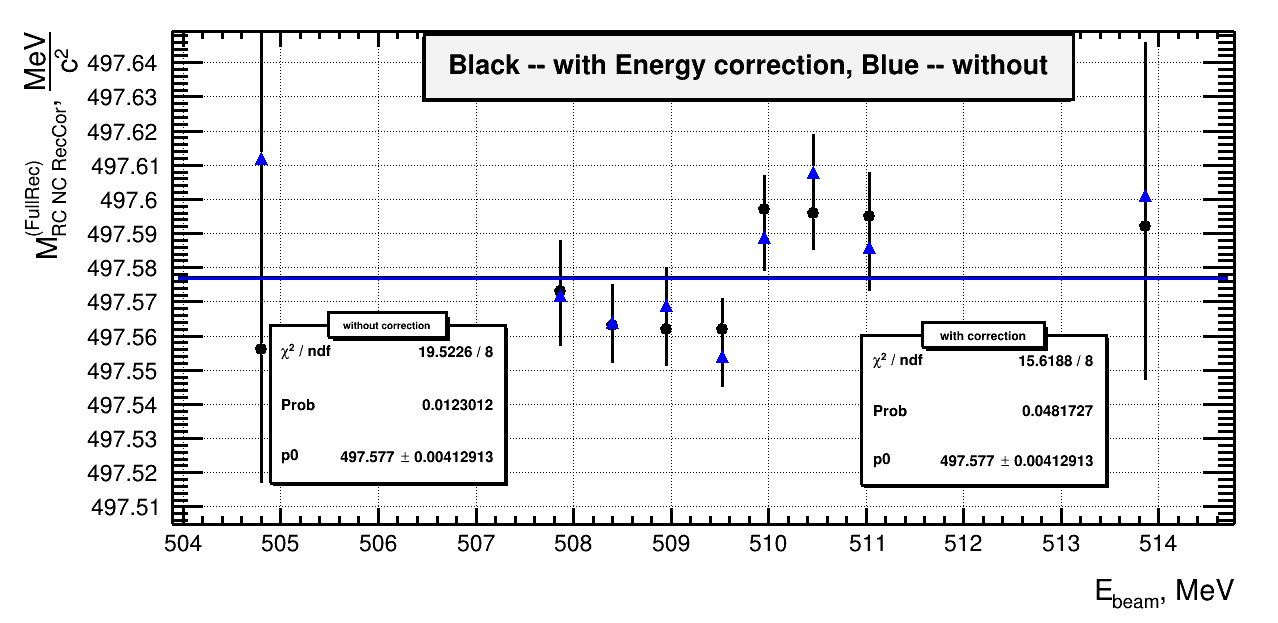 Black -- with Energy correction, Blue -- without
M(FullRec) RC NC RecCor, MeV/c2
497.64
497.63
497.62
497.61
497.6
497.59
497.58
497.57
497.56
497.55
497.54
497.53
497.52
497.51
without correction
χ2 / ndf 19.5226 / 8
Prob 0.0123012
p0 497.577 ± 0.00412913
with correction
χ2 / ndf 15.6188 / 8
Prob 0.0481727
p0 497.577 ± 0.00412913
504 505 506 507 508 509 510 511 512 513 514
Ebeam, MeV